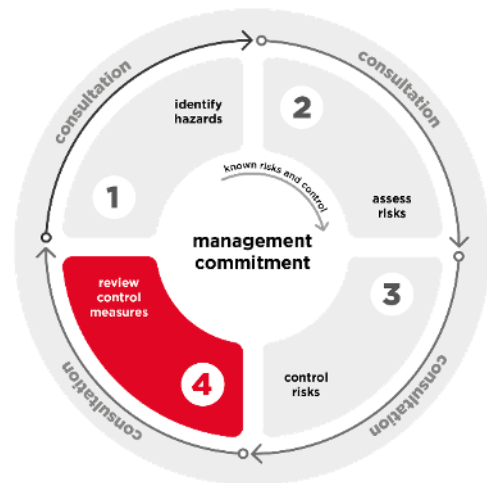 consultation
consultation
identify
hazards
1
2
assess
risks
known risks and control
management
commitment
review
control
measures
4
3
control
risks
consultation
consultation